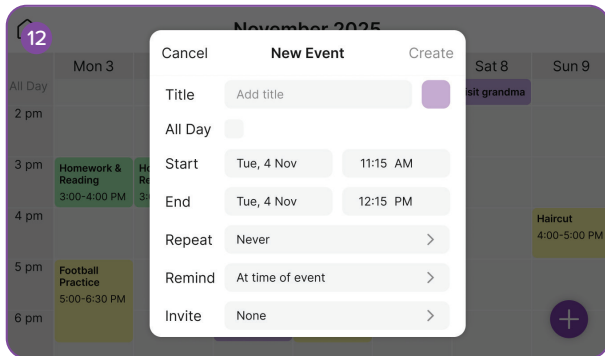 12
November 2025
Mon 3
Sat 8
Sun 9
All Day
isit grandma
2 pm
3 pm
4 pm
5 pm
6 pm
Homework &
Reading
3:00-4:00 PM
Football
Practice
5:00-6:30 PM
Haircut
4:00-5:00 PM
Cancel
New Event
Create
Title
Add title
All Day
Start
Tue, 4 Nov
11:15 AM
End
Tue, 4 Nov
12:15 PM
Repeat
Never
Remind
At time of event
Invite
None